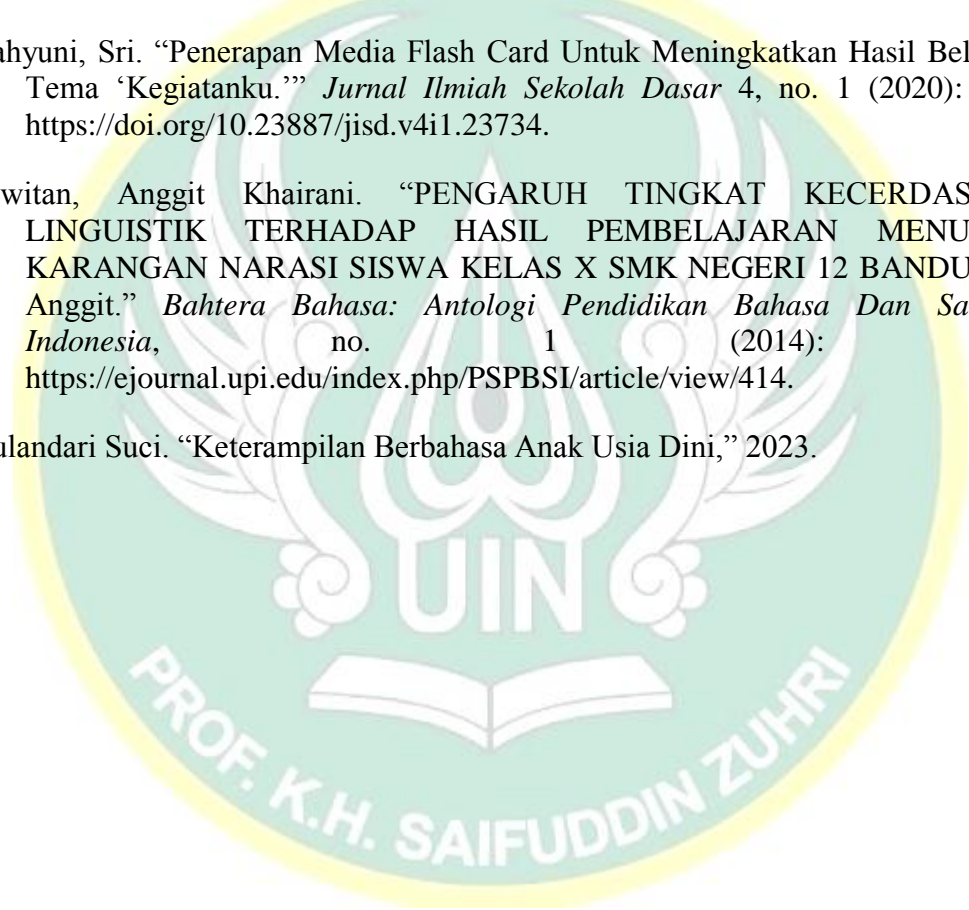 ahyuni, Sri. “Penerapan Media Flash Card Untuk Meningkatkan Hasil Bel
Tema ‘Kegiatanku.’” Jurnal Ilmiah Sekolah Dasar 4, no. 1 (2020):
https://doi.org/10.23887/jisd.v4i1.23734.
witan, Anggit Khairani. “PENGARUH TINGKAT KECERDAS
LINGUISTIK TERHADAP HASIL PEMBELAJARAN MENU
KARANGAN NARASI SISWA KELAS X SMK NEGERI 12 BANDU
Anggit.” Bahtera Bahasa: Antologi Pendidikan Bahasa Dan Sa
Indonesia, no. 1 (2014):
https://ejournal.upi.edu/index.php/PSPBSI/article/view/414.
ulandari Suci. “Keterampilan Berbahasa Anak Usia Dini,” 2023.
UIN
PROF. K.H. SAIFUDDIN ZUHRI